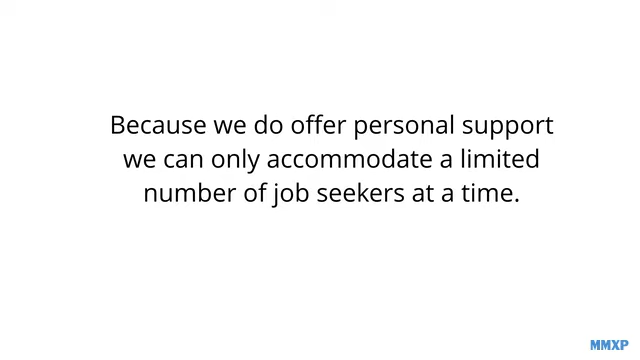 Because we do offer personal support
we can only accommodate a limited
number of job seekers at a time.
MMXP